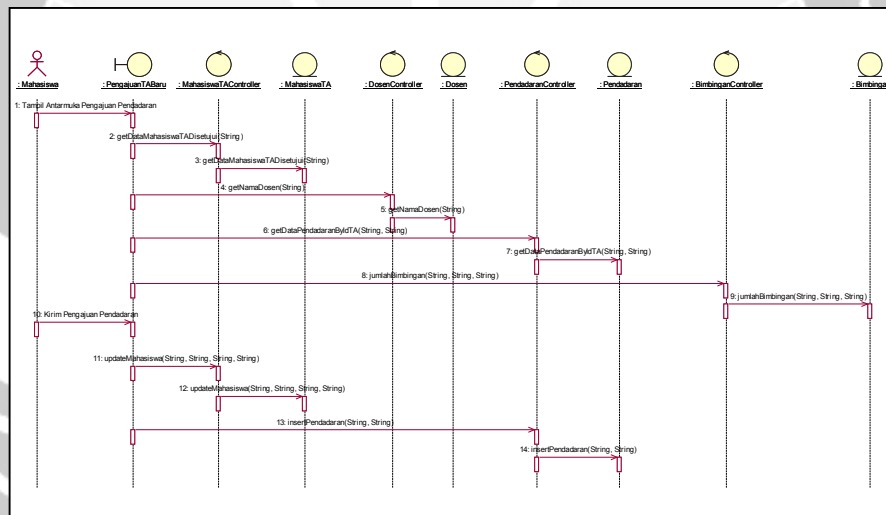 : Mahasiswa
: PengajuanTABaru
: MahasiswaTAController
: MahasiswaTA
: DosenController
: Dosen
: PendadaranController
: Pendadaran
: BimbinganController
: Bimbinga
1: Tampil Antarmuka Pengajuan Pendadaran
2: getDataMahasiswaTADisetujui(String)
3: getDataMahasiswaTADisetujui(String)
4: getNamaDosen(String)
5: getNamaDosen(String)
6: getDataPendadaranByIdTA(String, String)
7: getDataPendadaranByIdTA(String, String)
8: jumlahBimbingan(String, String, String)
9: jumlahBimbingan(String, String, String)
10: Kirim Pengajuan Pendadaran
11: updateMahasiswa(String, String, String, String)
12: updateMahasiswa(String, String, String, String)
13: insertPendadaran(String, String)
14: insertPendadaran(String, String)